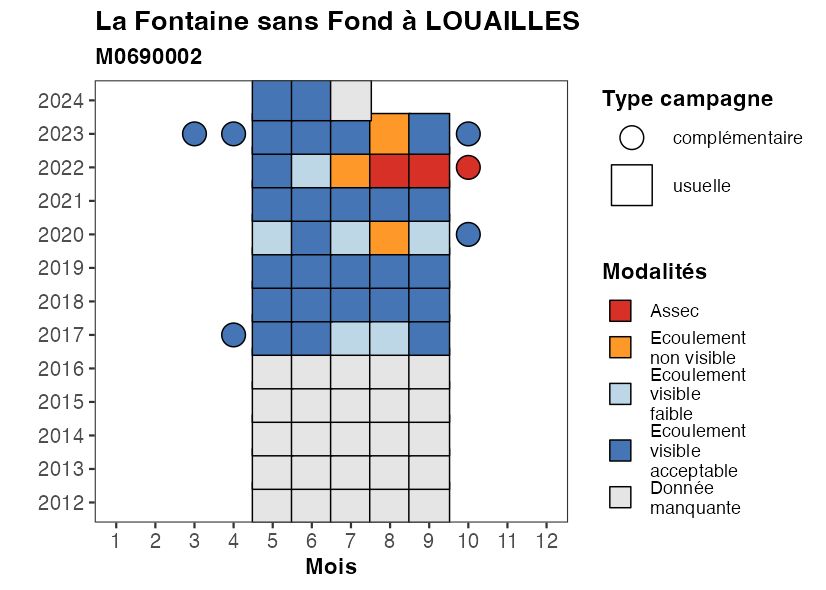 La Fontaine sans Fond à LOUAILLES
M0690002
2024
2023
2022
2021
2020
2019
2018
2017
2016
2015
2014
2013
2012
1 2 3 4 5 6 7 8 9 10 11 12
Mois
Type campagne
complémentaire
usuelle
Modalités
Assec
Ecoulement
non visible
Ecoulement
visible
faible
Ecoulement
visible
acceptable
Donnée
manquante